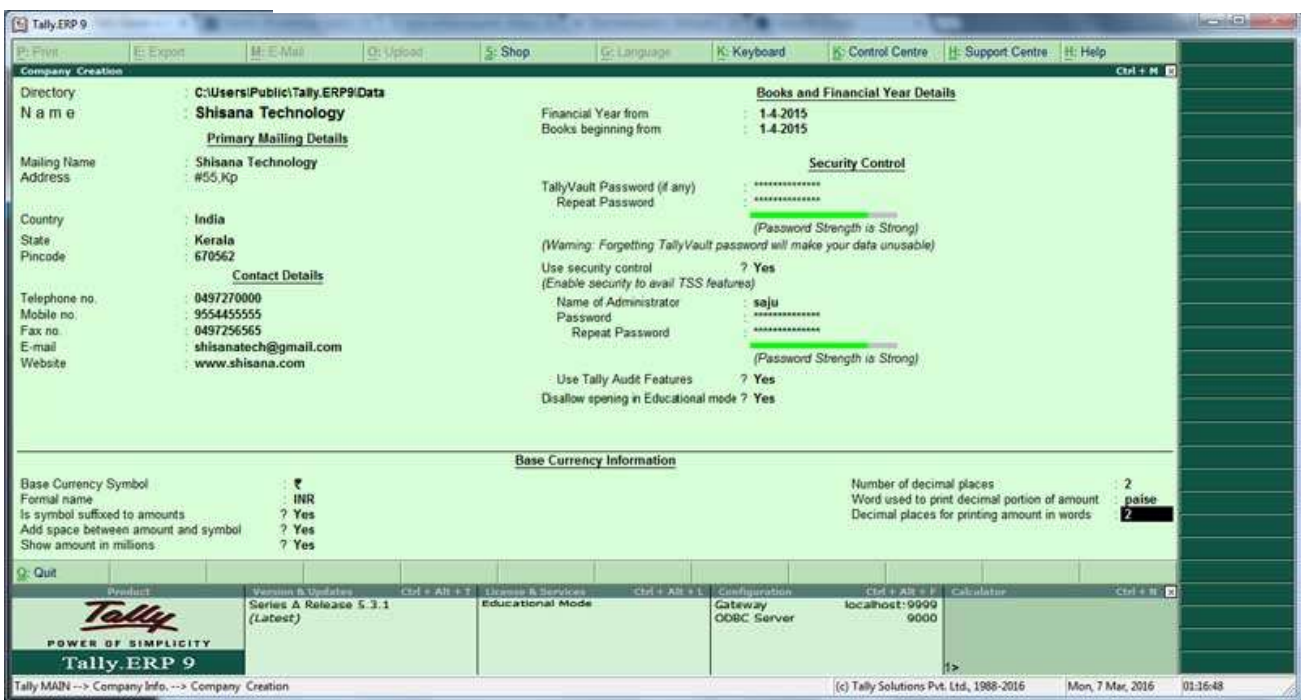 Tally.ERP 9
P: Print E: Export M: E-Mail O: Upload S: Shop G: Language K: Keyboard K: Control Centre H: Support Centre H: Help
Company Creation Ctrl + M
Directory : C:\Users\Public\Tally.ERP9\Data
Name : Shisana Technology
Primary Mailing Details
Mailing Name : Shisana Technology
Address : #55,Kp
Country : India
State : Kerala
Pincode : 670562
Contact Details
Telephone no. : 0497270000
Mobile no. : 9554455555
Fax no. : 0497256565
E-mail : shisanatech@gmail.com
Website : www.shisana.com
Books and Financial Year Details
Financial Year from : 1-4-2015
Books beginning from : 1-4-2015
Security Control
TallyVault Password (if any) : **************
Repeat Password : **************
(Password Strength is Strong)
(Warning: Forgetting TallyVault password will make your data unusable)
Use security control ? Yes
(Enable security to avail TSS features)
Name of Administrator : saju
Password : **************
Repeat Password : **************
(Password Strength is Strong)
Use Tally Audit Features ? Yes
Disallow opening in Educational mode ? Yes
Base Currency Information
Base Currency Symbol : ₹
Formal name : INR
Is symbol suffixed to amounts ? Yes
Add space between amount and symbol ? Yes
Show amount in millions ? Yes
Number of decimal places : 2
Word used to print decimal portion of amount : paise
Decimal places for printing amount in words : 2
Q: Quit
Product Version & Updates Ctrl + Alt + T License & Services Ctrl + Alt + L Configuration Ctrl + Alt + F Calculator Ctrl + N
Tally
POWER OF SIMPLICITY
Tally.ERP 9
Series A Release 5.3.1
(Latest)
Educational Mode
Gateway localhost:9999
ODBC Server 9000
1>
Tally MAIN --> Company Info. --> Company Creation (c) Tally Solutions Pvt. Ltd., 1988-2016 Mon, 7 Mar, 2016 01:16:48